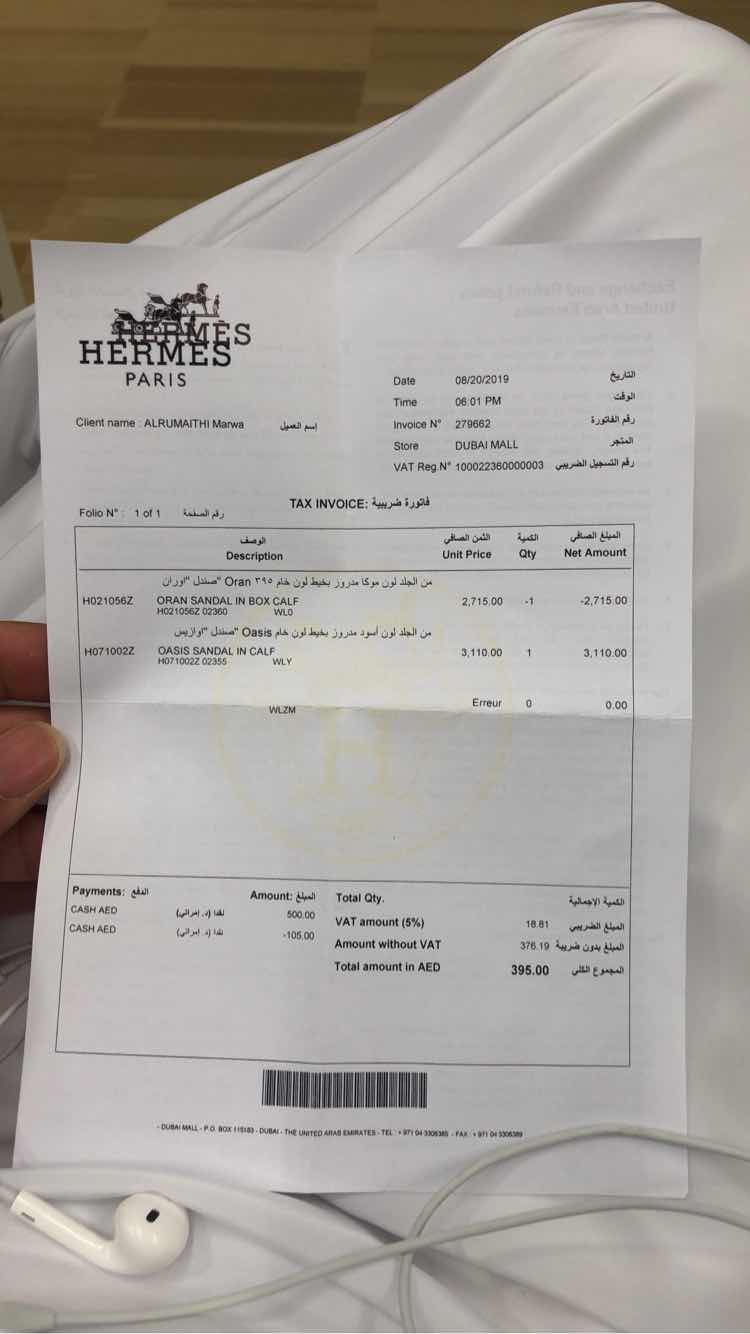 HERMÈS
HERMÈS
PARIS
Client name : ALRUMAITHI Marwa إسم العميل
Date 08/20/2019 التاريخ
Time 06:01 PM الوقت
Invoice N° 279662 رقم الفاتورة
Store DUBAI MALL المتجر
VAT Reg.N° 100022360000003 رقم التسجيل الضريبي
TAX INVOICE: فاتورة ضريبية
Folio N° : 1 of 1 رقم الصفحة
الوصف الثمن الصافي الكمية المبلغ الصافي
Description Unit Price Qty Net Amount
صندل "اوران" Oran ٣٩٥ من الجلد لون موكا مدروز بخيط لون خام
H021056Z ORAN SANDAL IN BOX CALF 2,715.00 -1 -2,715.00
H021056Z 02360 WL0
صندل "اوازيس" Oasis من الجلد لون أسود مدروز بخيط لون خام
H071002Z OASIS SANDAL IN CALF 3,110.00 1 3,110.00
H071002Z 02355 WLY
Erreur 0 0.00
WLZM
Payments: الدفع Amount: المبلغ
CASH AED نقدا (د. إمراتي) 500.00
CASH AED نقدا (د. إمراتي) -105.00
Total Qty. الكمية الإجمالية
VAT amount (5%) 18.81 المبلغ الضريبي
Amount without VAT 376.19 المبلغ بدون ضريبة
Total amount in AED 395.00 المجموع الكلي
- DUBAI MALL - P.O. BOX 115183 - DUBAI - THE UNITED ARAB EMIRATES - TEL : + 971 04 3308385 - FAX : + 971 04 3308389